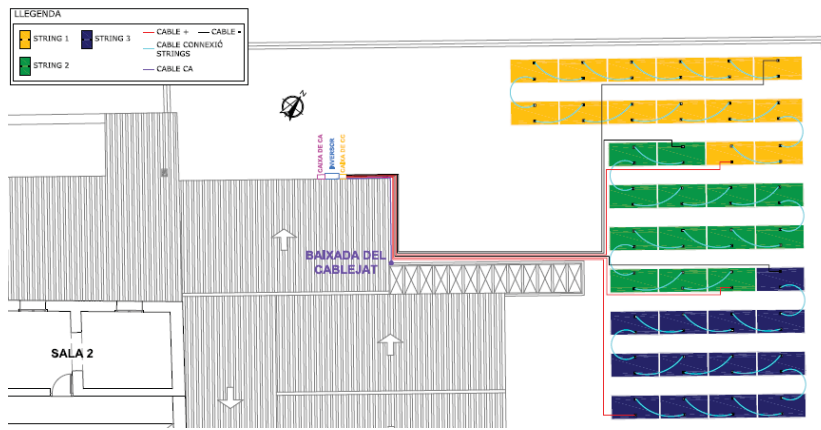 LLEGENDA
STRING 1
STRING 3
CABLE +
CABLE -
CABLE CONNEXIÓ
STRINGS
STRING 2
CABLE CA
N
CAIXA DE CA
INVERSOR
CAIXA DE CC
BAIXADA DEL
CABLEJAT
SALA 2